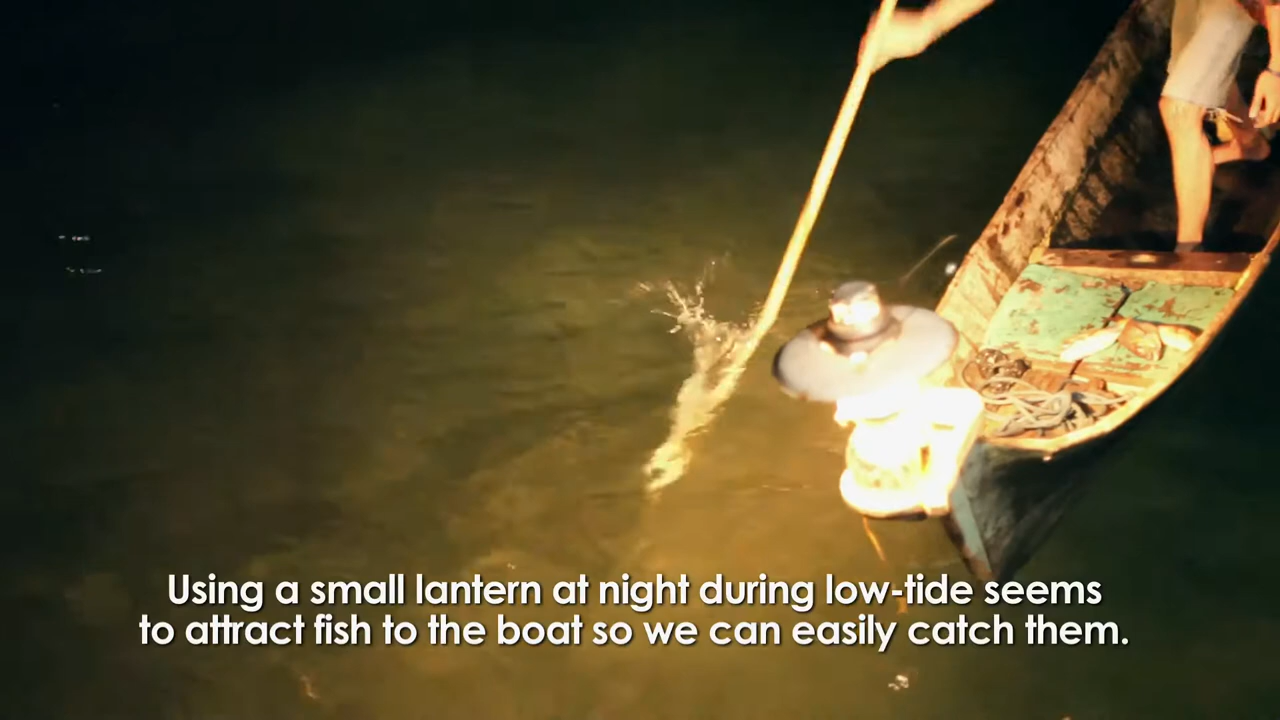 Using a small lantern at night during low-tide seems
to attract fish to the boat so we can easily catch them.